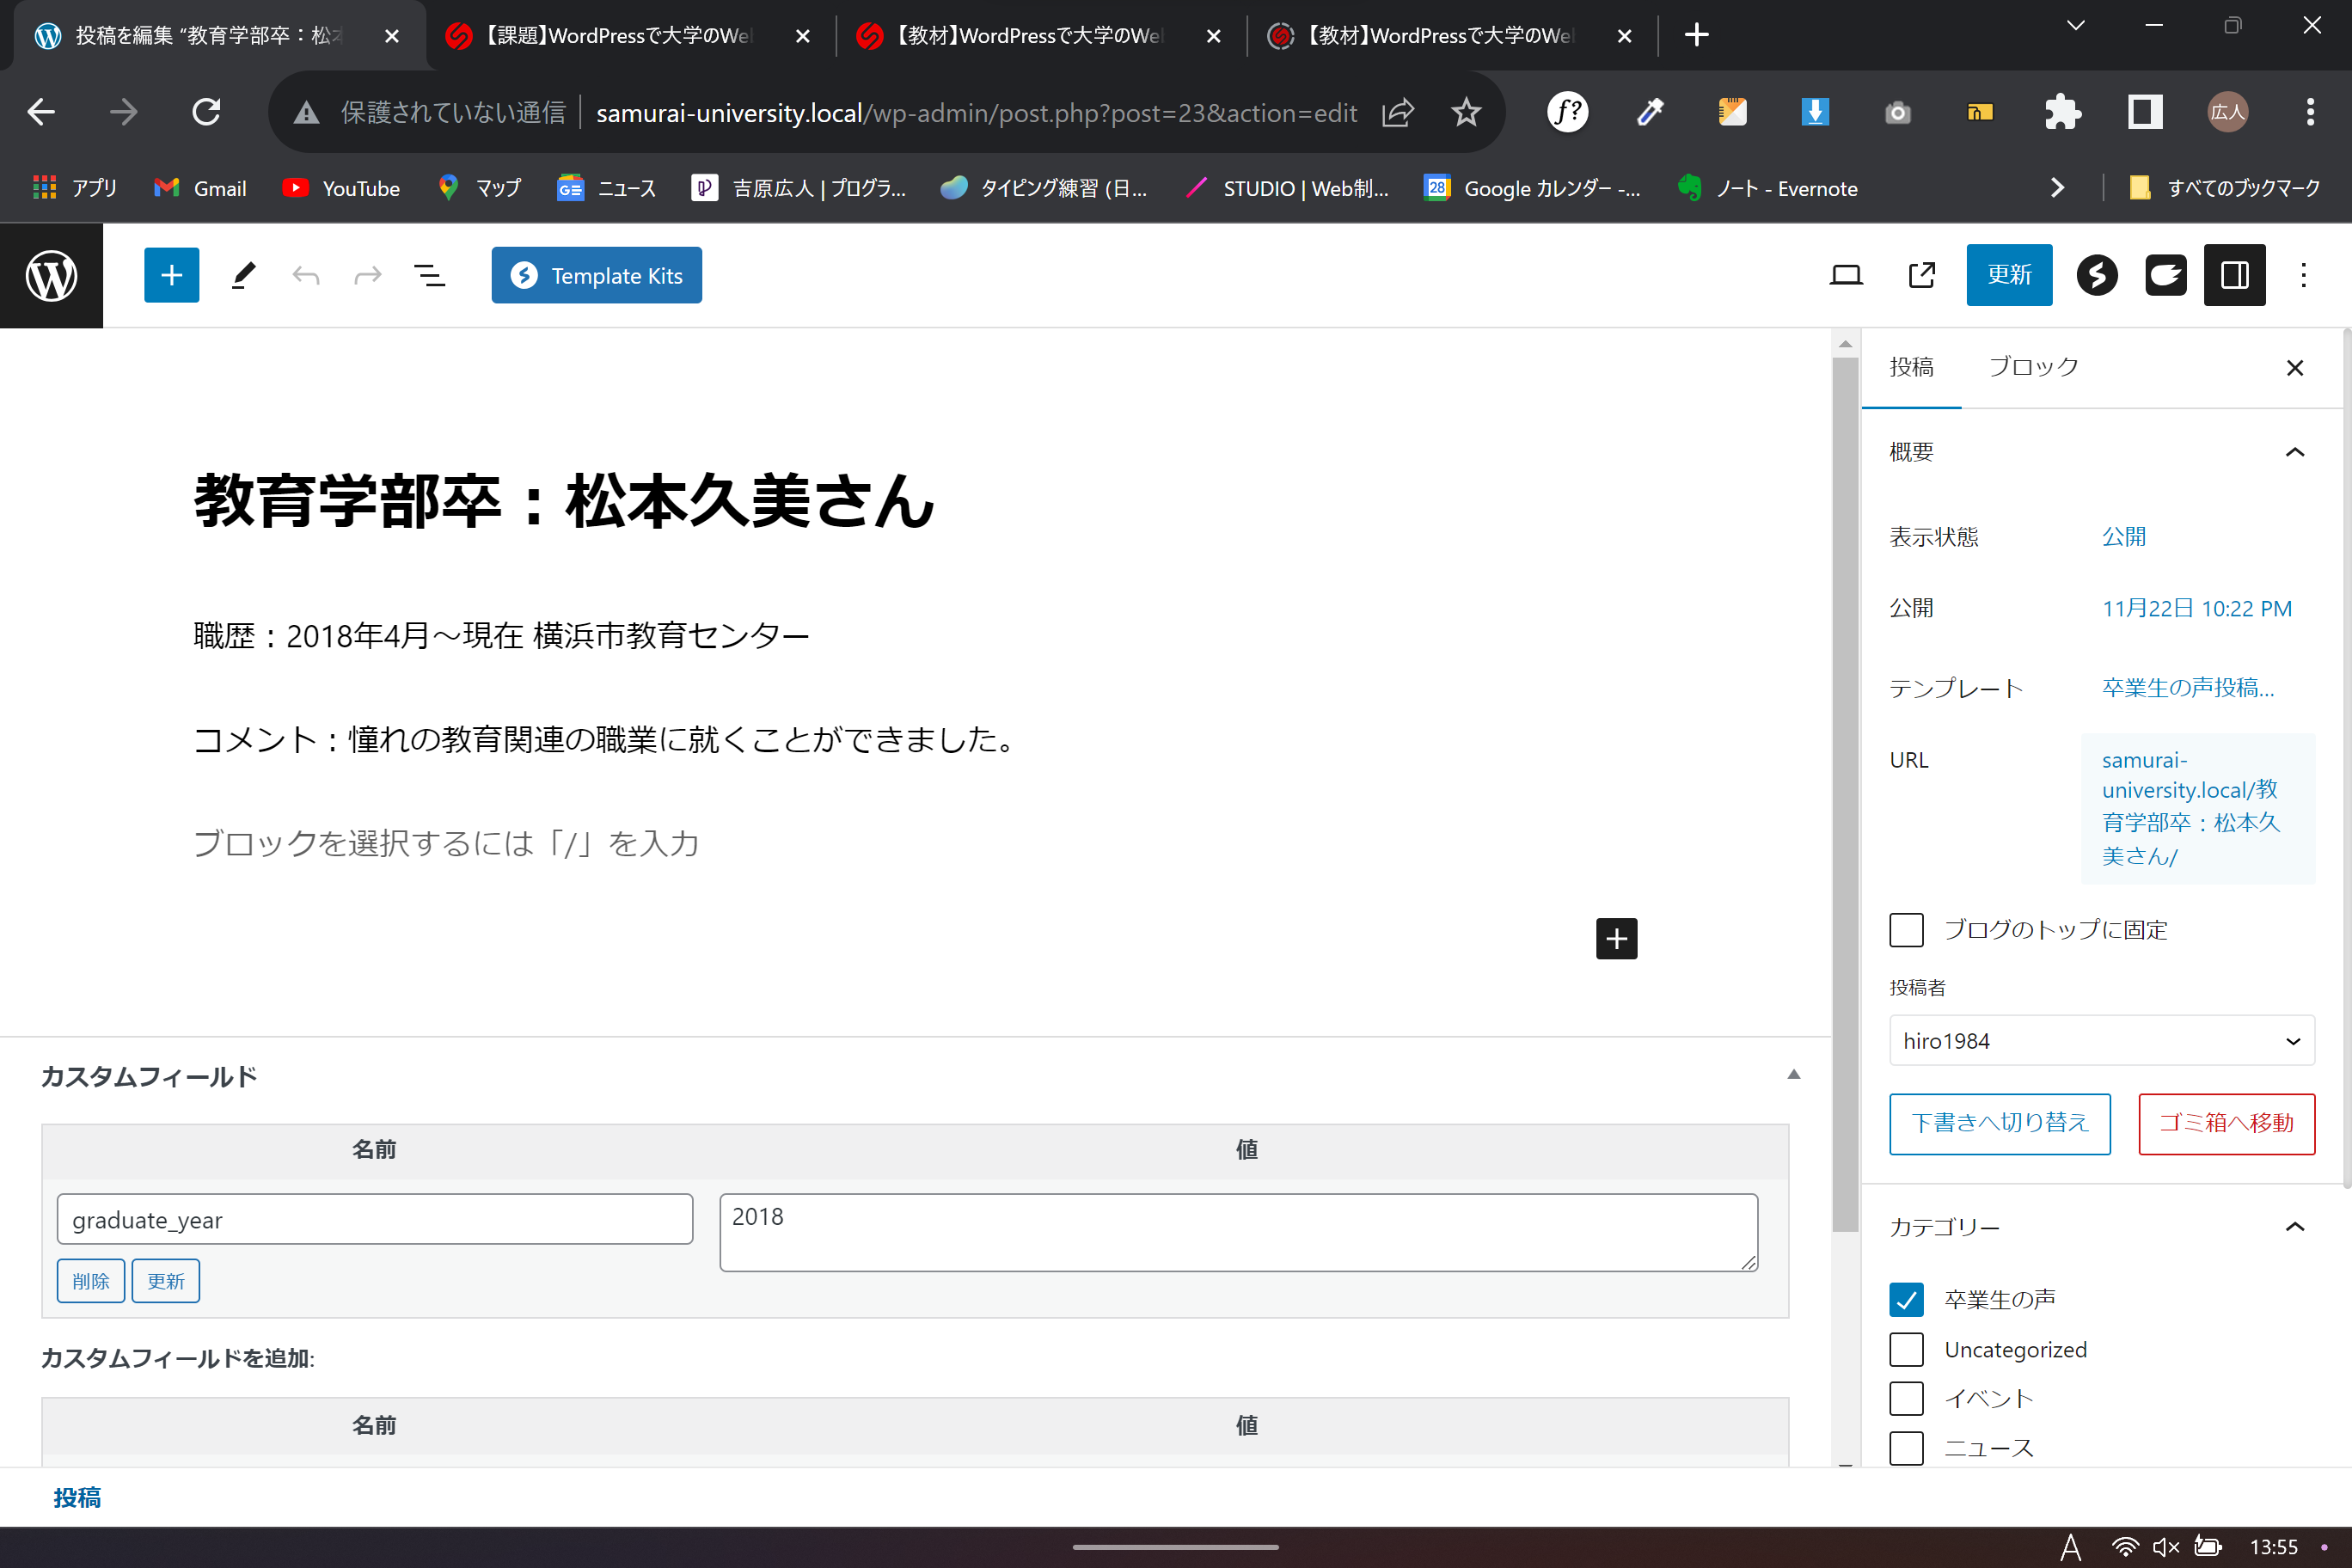 投稿を編集 “教育学部卒：松本
【課題】WordPressで大学のWe
【教材】WordPressで大学のWe
【教材】WordPressで大学のWe
保護されていない通信 samurai-university.local/wp-admin/post.php?post=23&action=edit
f?
広人
アプリ Gmail YouTube マップ ニュース 吉原広人 | プログラ... タイピング練習 (日... STUDIO | Web制... 28 Google カレンダー -... ノート - Evernote すべてのブックマーク
Template Kits
更新
投稿 ブロック
教育学部卒：松本久美さん
職歴：2018年4月～現在 横浜市教育センター
コメント：憧れの教育関連の職業に就くことができました。
ブロックを選択するには「/」を入力
概要
表示状態 公開
公開 11月22日 10:22 PM
テンプレート 卒業生の声投稿...
URL samurai-
university.local/教
育学部卒：松本久
美さん/
ブログのトップに固定
投稿者
hiro1984
下書きへ切り替え ゴミ箱へ移動
カテゴリー
卒業生の声
Uncategorized
イベント
ニュース
カスタムフィールド
名前 値
graduate_year 2018
削除 更新
カスタムフィールドを追加:
名前 値
投稿
A 13:55